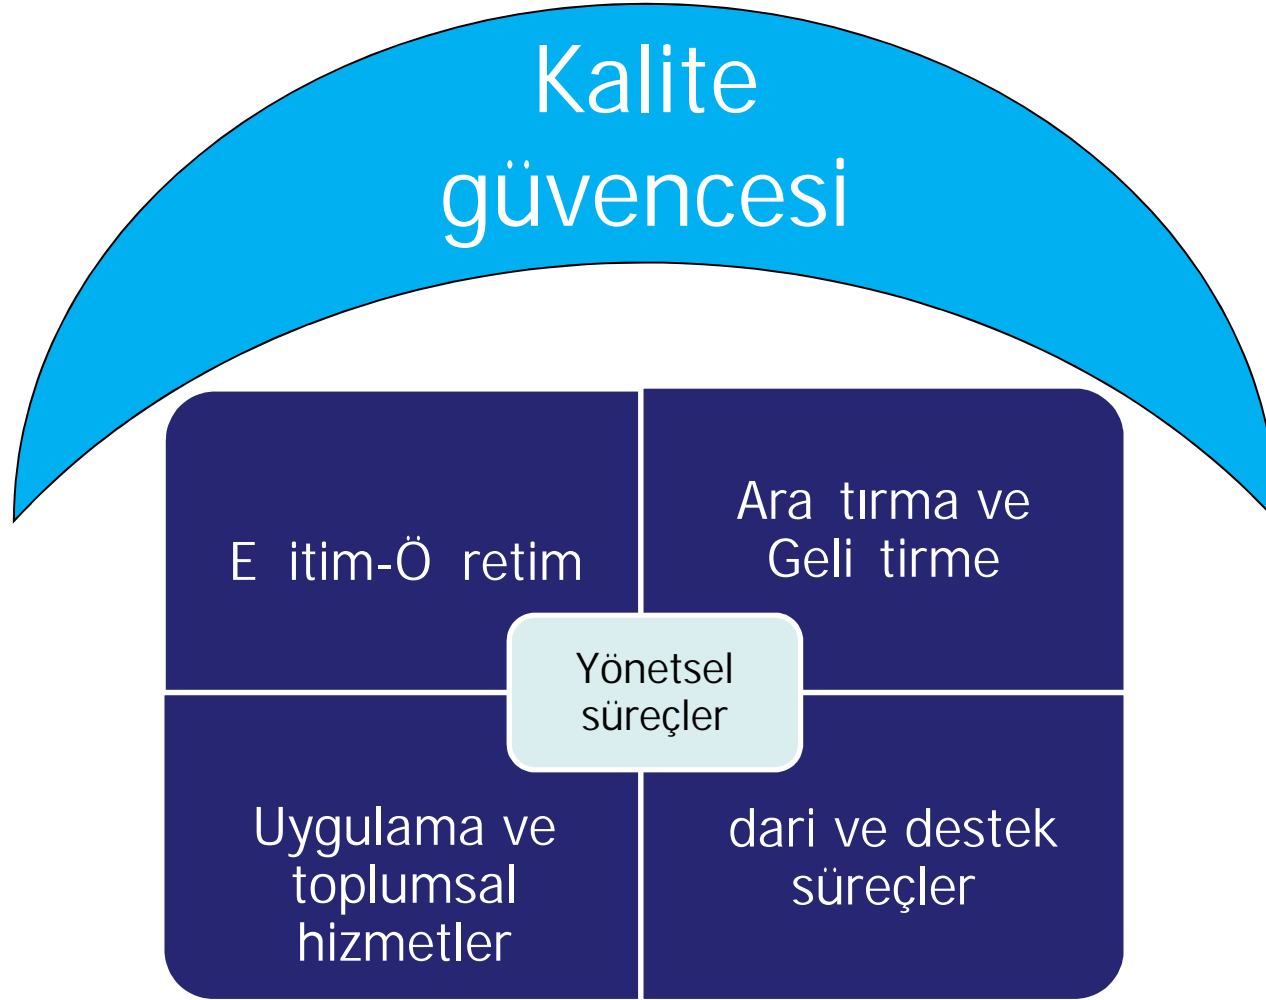 Kalite
güvencesi
E itim-Ö retim
Ara tırma ve
Geli tirme
Yönetsel
süreçler
Uygulama ve
toplumsal
hizmetler
dari ve destek
süreçler